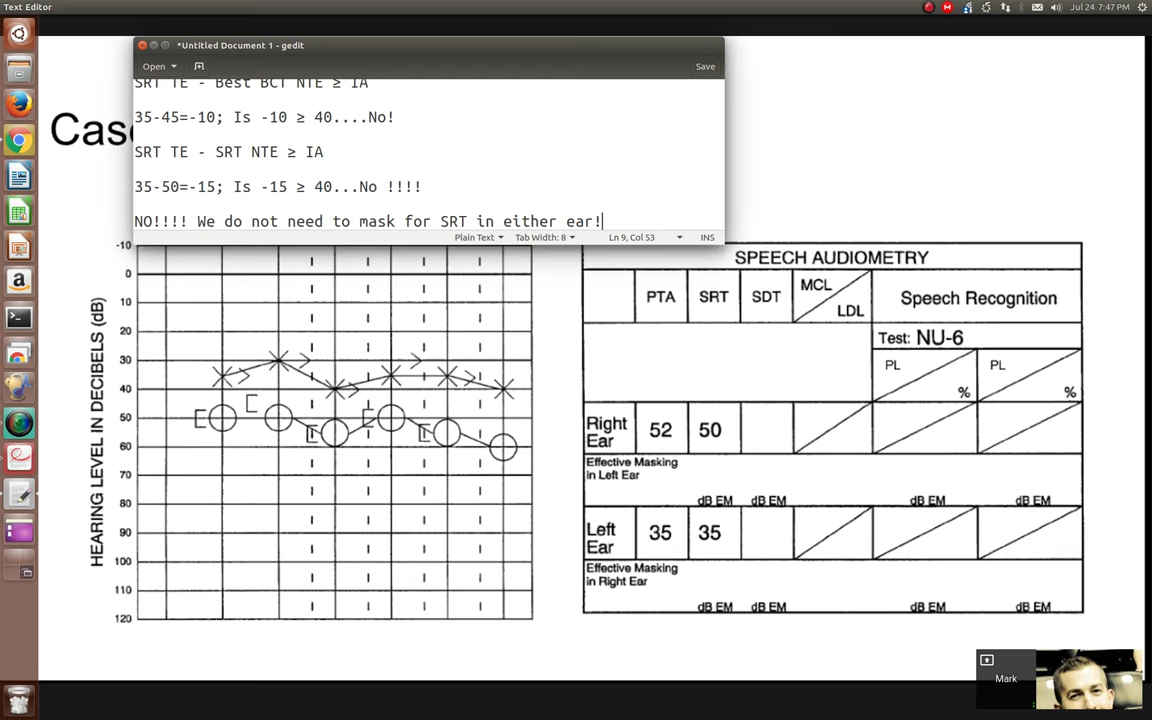 Text Editor
Jul 24 7:47 PM
*Untitled Document 1 - gedit
Open
Save
SRT TE - Best BCT NTE ≥ IA
35-45=-10; Is -10 ≥ 40....No!
SRT TE - SRT NTE ≥ IA
35-50=-15; Is -15 ≥ 40...No !!!!
NO!!!! We do not need to mask for SRT in either ear!
Plain Text
Tab Width: 8
Ln 9, Col 53
INS
HEARING LEVEL IN DECIBELS (dB)
-10
0
10
20
30
40
50
60
70
80
90
100
110
120
SPEECH AUDIOMETRY
PTA
SRT
SDT
MCL
LDL
Speech Recognition
Test: NU-6
PL
%
PL
%
Right
Ear
52
50
Effective Masking
in Left Ear
dB EM
dB EM
dB EM
dB EM
Left
Ear
35
35
Effective Masking
in Right Ear
dB EM
dB EM
dB EM
dB EM
Mark